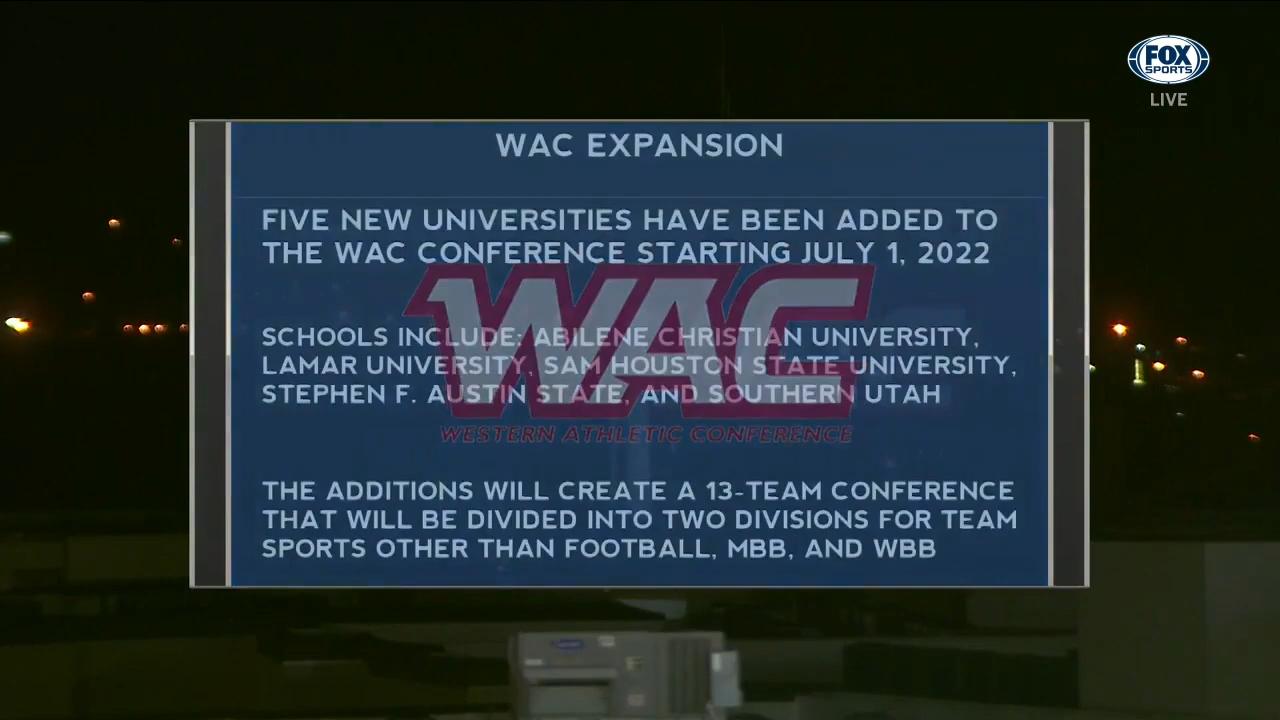 FOX
SPORTS
LIVE
WAC EXPANSION
FIVE NEW UNIVERSITIES HAVE BEEN ADDED TO
THE WAC CONFERENCE STARTING JULY 1, 2022
WAC
SCHOOLS INCLUDE: ABILENE CHRISTIAN UNIVERSITY,
LAMAR UNIVERSITY, SAM HOUSTON STATE UNIVERSITY,
STEPHEN F. AUSTIN STATE, AND SOUTHERN UTAH
WESTERN ATHLETIC CONFERENCE
THE ADDITIONS WILL CREATE A 13-TEAM CONFERENCE
THAT WILL BE DIVIDED INTO TWO DIVISIONS FOR TEAM
SPORTS OTHER THAN FOOTBALL, MBB, AND WBB